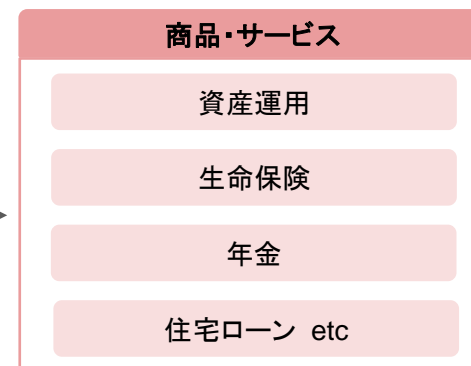 商品・サービス
資産運用
生命保険
年金
住宅ローン etc